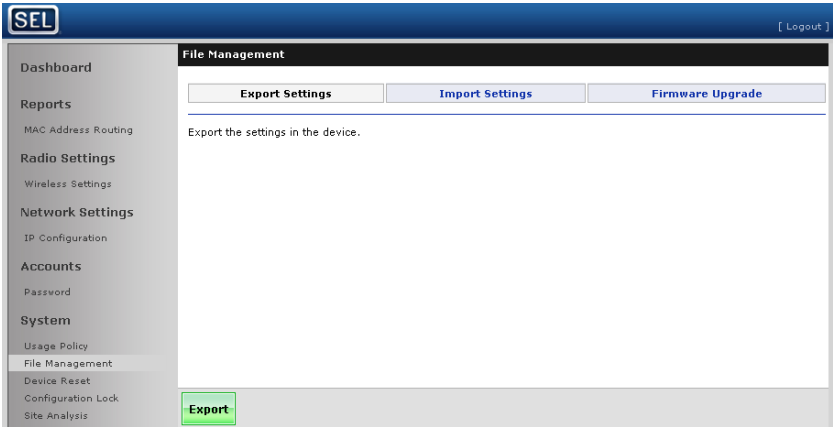 SEL
[ Logout ]
Dashboard
Reports
MAC Address Routing
Radio Settings
Wireless Settings
Network Settings
IP Configuration
Accounts
Password
System
Usage Policy
File Management
Device Reset
Configuration Lock
Site Analysis
File Management
Export Settings
Import Settings
Firmware Upgrade
Export the settings in the device.
Export